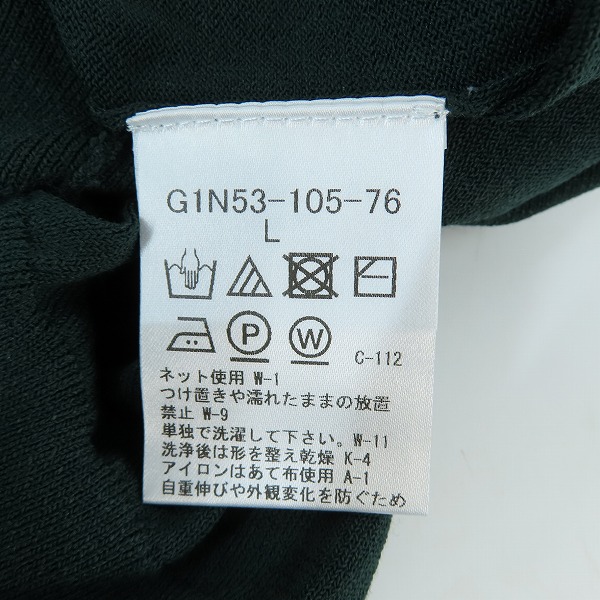 G1N53-105-76
L
P W C-112
ネット使用 W-1
つけ置きや濡れたままの放置
禁止 W-9
単独で洗濯して下さい。W-11
洗浄後は形を整え乾燥 K-4
アイロンはあて布使用 A-1
自重伸びや外観変化を防ぐため